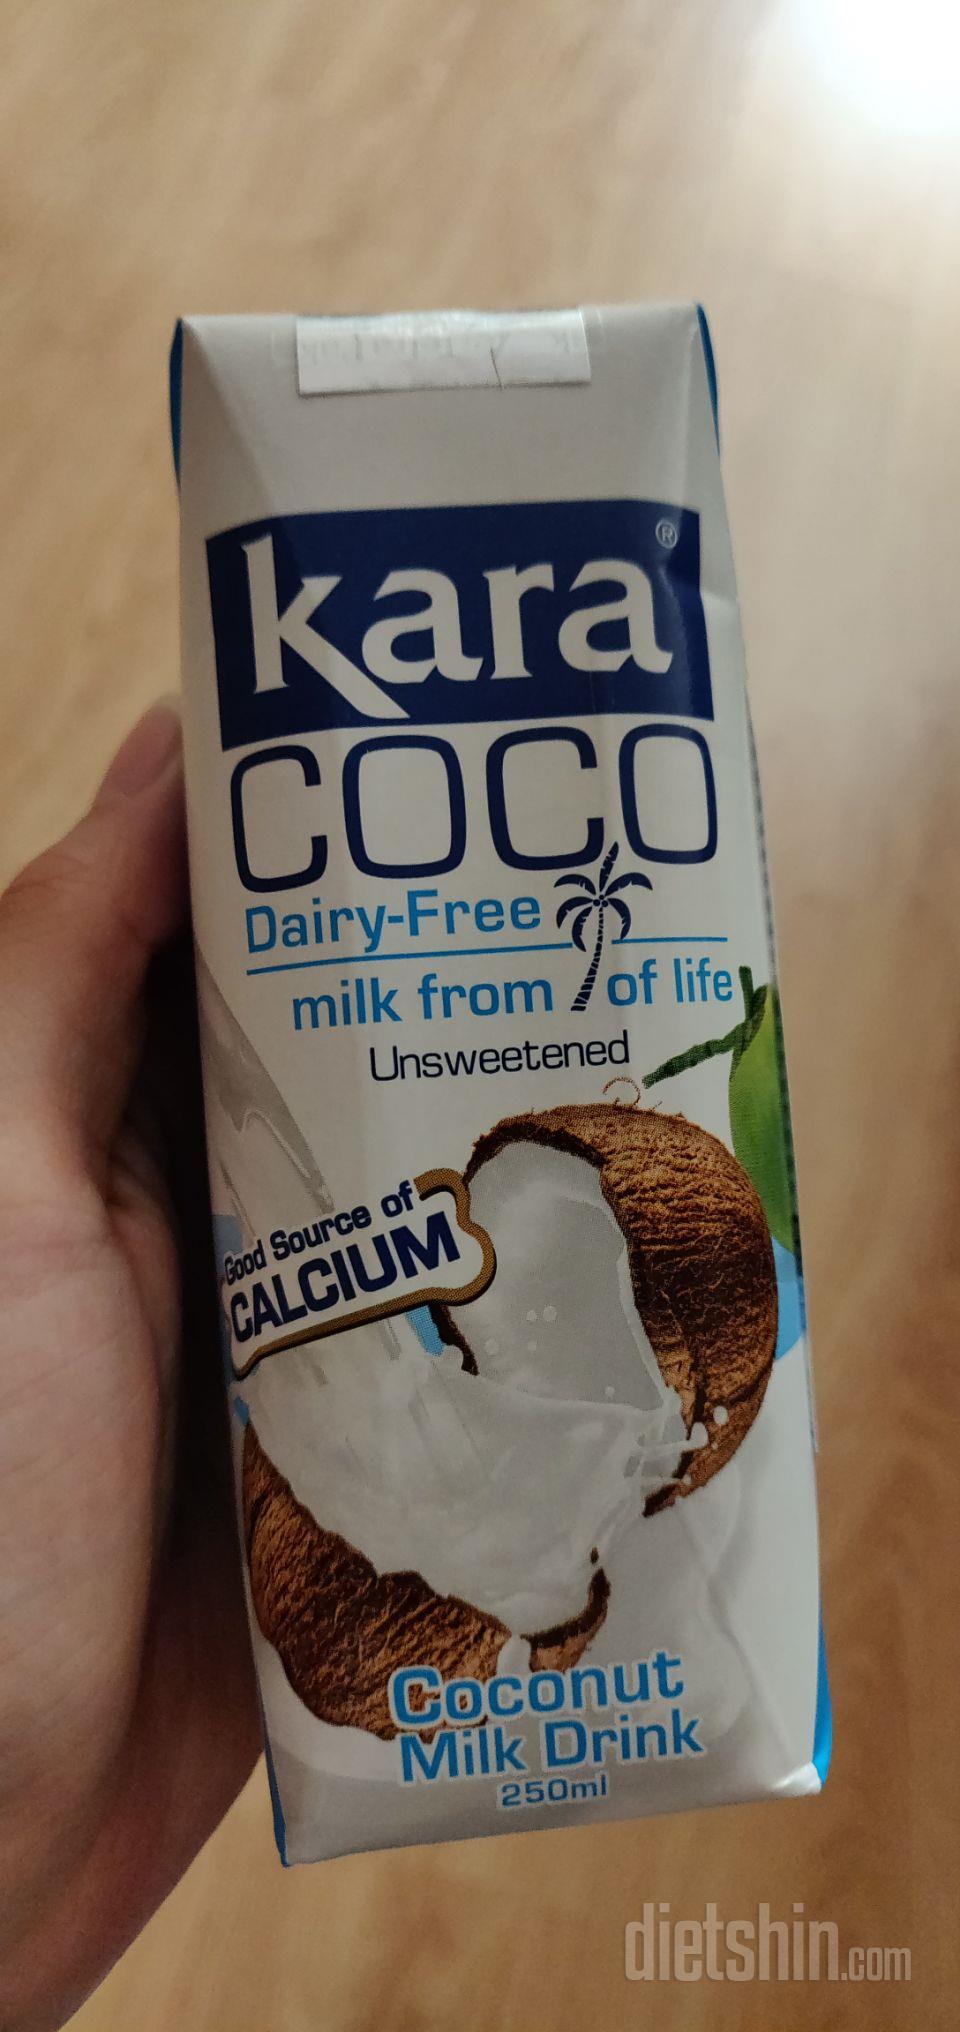 kara®
COCO
Dairy-Free
milk from of life
Unsweetened
Good Source of
CALCIUM
Coconut
Milk Drink
250ml
dietshin.com